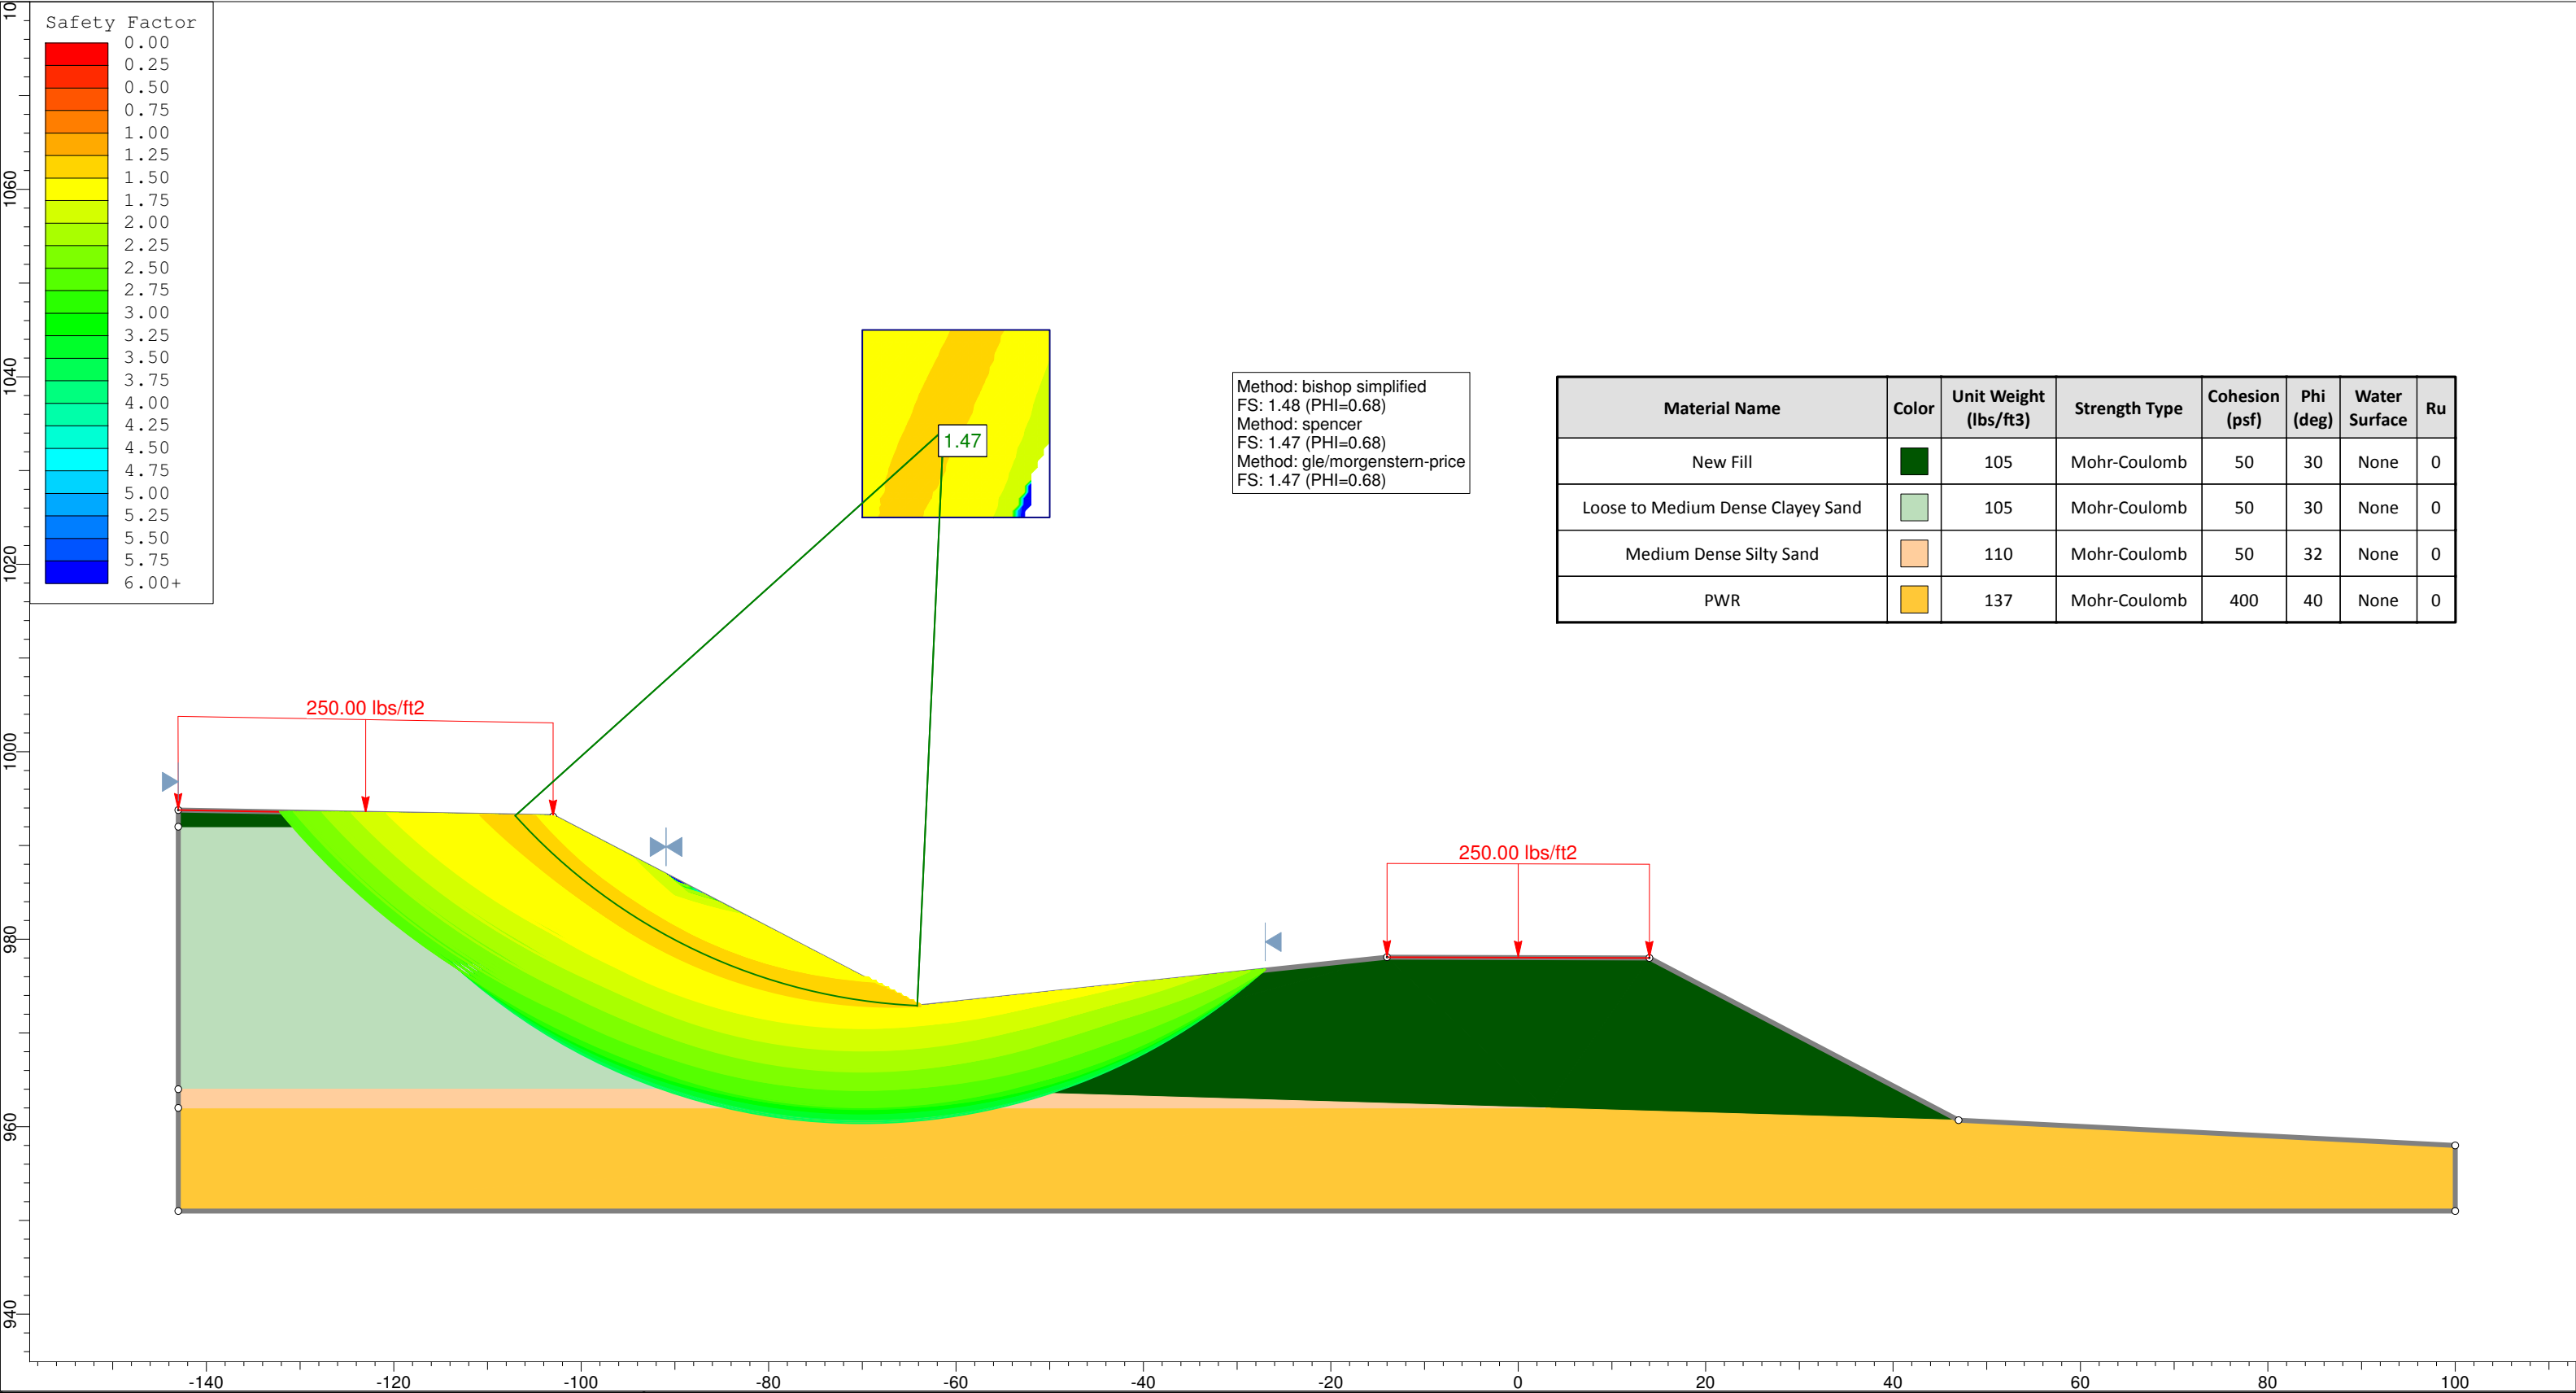 Safety Factor
0.00
0.25
0.50
0.75
1.00
1.25
1.50
1.75
2.00
2.25
2.50
2.75
3.00
3.25
3.50
3.75
4.00
4.25
4.50
4.75
5.00
5.25
5.50
5.75
6.00+
1060
1040
1020
1000
980
960
940
1.47
Method: bishop simplified
FS: 1.48 (PHI=0.68)
Method: spencer
FS: 1.47 (PHI=0.68)
Method: gle/morgenstern-price
FS: 1.47 (PHI=0.68)
Material Name Color Unit Weight (lbs/ft3) Strength Type Cohesion (psf) Phi (deg) Water Surface Ru
New Fill 105 Mohr-Coulomb 50 30 None 0
Loose to Medium Dense Clayey Sand 105 Mohr-Coulomb 50 30 None 0
Medium Dense Silty Sand 110 Mohr-Coulomb 50 32 None 0
PWR 137 Mohr-Coulomb 400 40 None 0
250.00 lbs/ft2
250.00 lbs/ft2
-140 -120 -100 -80 -60 -40 -20 0 20 40 60 80 100